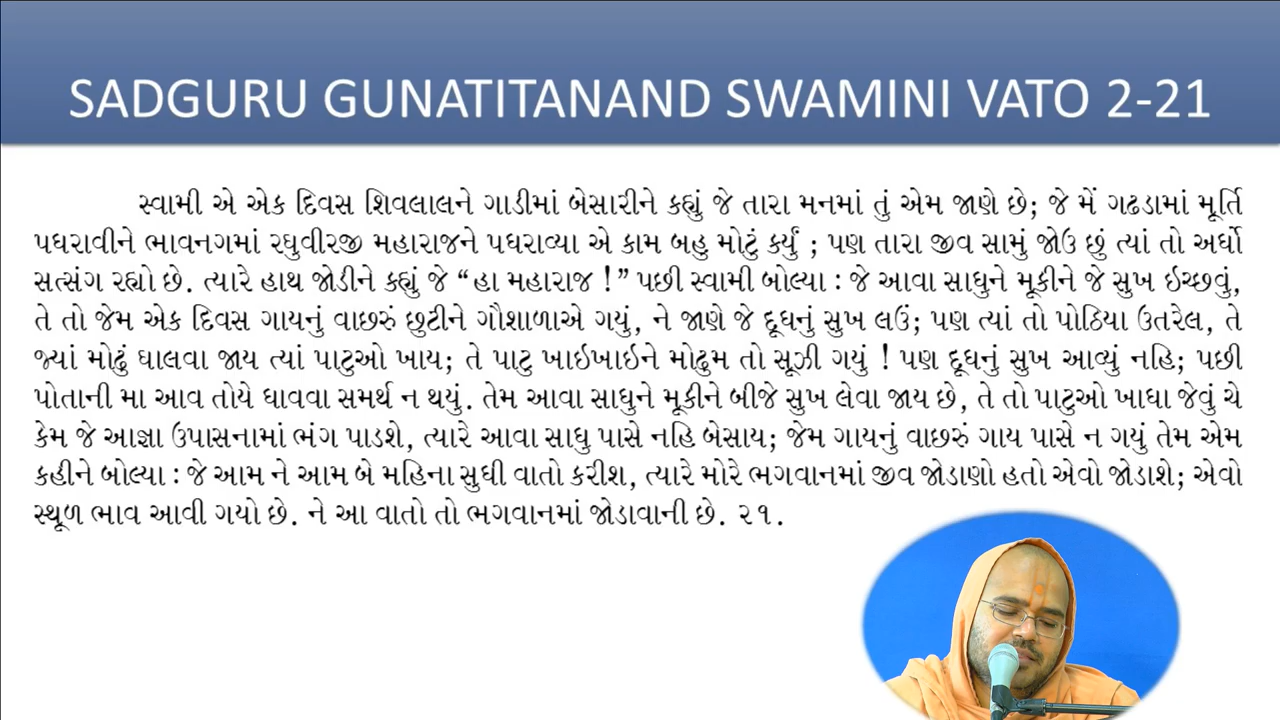 SADGURU GUNATITANAND SWAMINI VATO 2-21
સ્વામી એ એક દિવસ શિવલાલને ગાડીમાં બેસારીને કહ્યું જે તારા મનમાં તું એમ જાણે છે; જે મેં ગઢડામાં મૂર્તિ
પધરાવીને ભાવનગમાં રઘુવીરજી મહારાજને પધરાવ્યા એ કામ બહુ મોટું કર્યું ; પણ તારા જીવ સામું જોઉ છું ત્યાં તો અર્ધો
સત્સંગ રહ્યો છે. ત્યારે હાથ જોડીને કહ્યું જે “હા મહારાજ !” પછી સ્વામી બોલ્યા : જે આવા સાધુને મૂકીને જે સુખ ઇચ્છવું,
તે તો જેમ એક દિવસ ગાયનું વાછરું છુટીને ગૌશાળાએ ગયું, ને જાણે જે દૂધનું સુખ લઉં; પણ ત્યાં તો પોઠિયા ઉતરેલ, તે
જ્યાં મોઢું ઘાલવા જાય ત્યાં પાટુઓ ખાય; તે પાટુ ખાઇખાઇને મોઢુમ તો સૂઝી ગયું ! પણ દૂધનું સુખ આવ્યું નહિ; પછી
પોતાની મા આવ તોયે ધાવવા સમર્થ ન થયું. તેમ આવા સાધુને મૂકીને બીજે સુખ લેવા જાય છે, તે તો પાટુઓ ખાધા જેવું ચે
કેમ જે આજ્ઞા ઉપાસનામાં ભંગ પાડશે, ત્યારે આવા સાધુ પાસે નહિ બેસાય; જેમ ગાયનું વાછરું ગાય પાસે ન ગયું તેમ એમ
કહીને બોલ્યા : જે આમ ને આમ બે મહિના સુધી વાતો કરીશ, ત્યારે મોરે ભગવાનમાં જીવ જોડાણો હતો એવો જોડાશે; એવો
સ્થૂળ ભાવ આવી ગયો છે. ને આ વાતો તો ભગવાનમાં જોડાવાની છે. ૨૧.